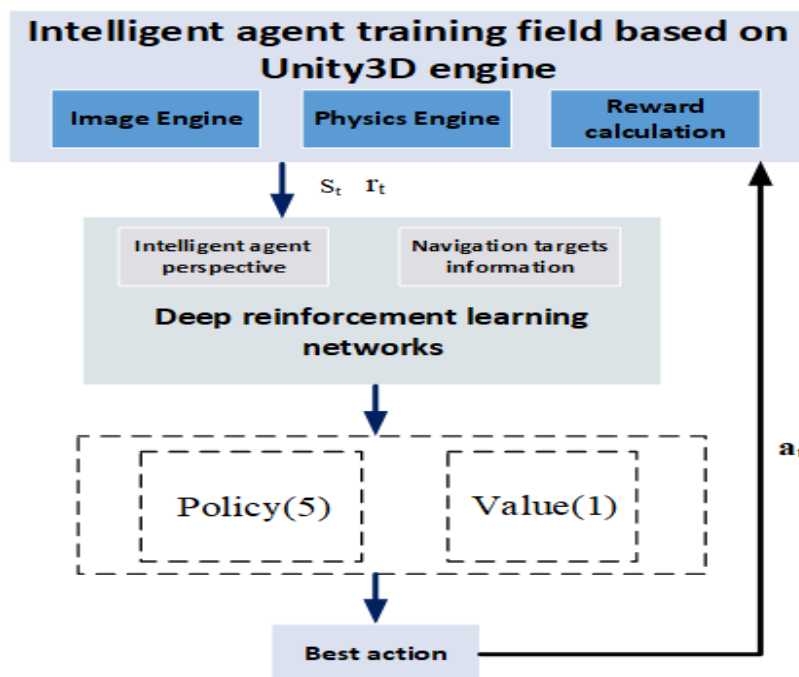 Intelligent agent training field based on
Unity3D engine
Image Engine
Physics Engine
Reward
calculation
sₜ rₜ
Intelligent agent
perspective
Navigation targets
information
Deep reinforcement learning
networks
Policy(5)
Value(1)
aₜ
Best action